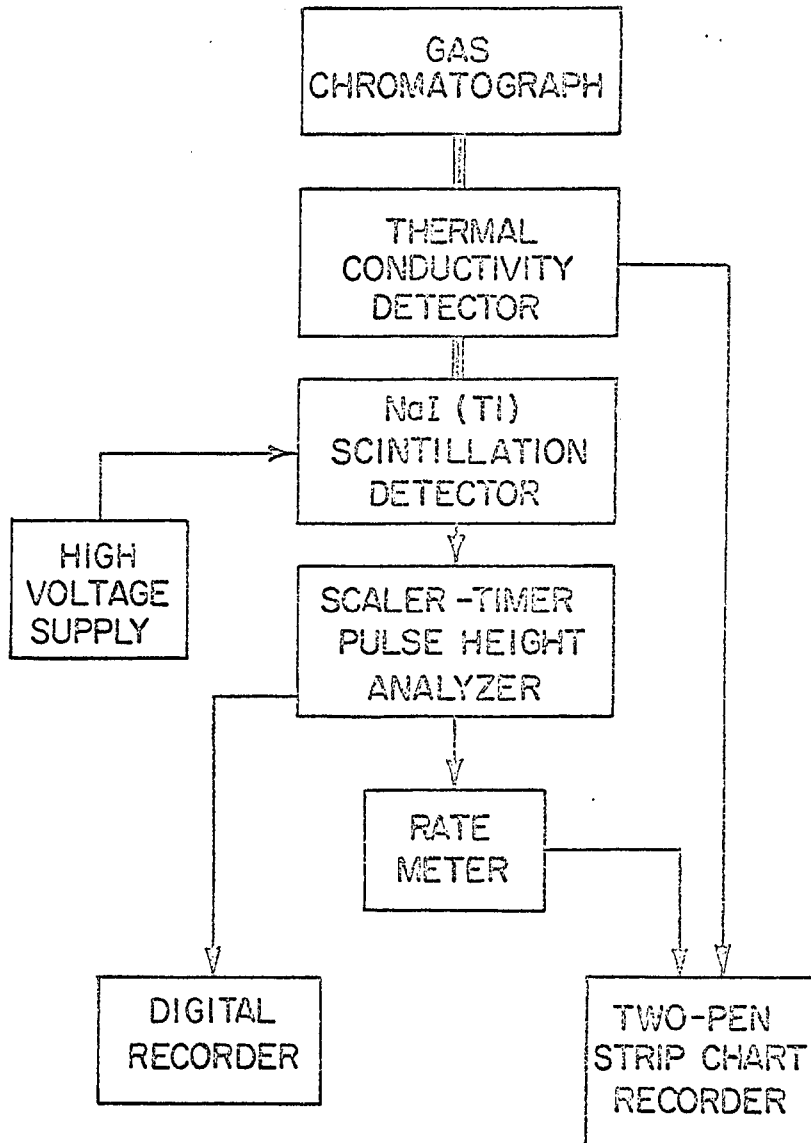 GAS
CHROMATOGRAPH
THERMAL
CONDUCTIVITY
DETECTOR
NaI (Tl)
SCINTILLATION
DETECTOR
HIGH
VOLTAGE
SUPPLY
SCALER-TIMER
PULSE HEIGHT
ANALYZER
RATE
METER
DIGITAL
RECORDER
TWO-PEN
STRIP CHART
RECORDER